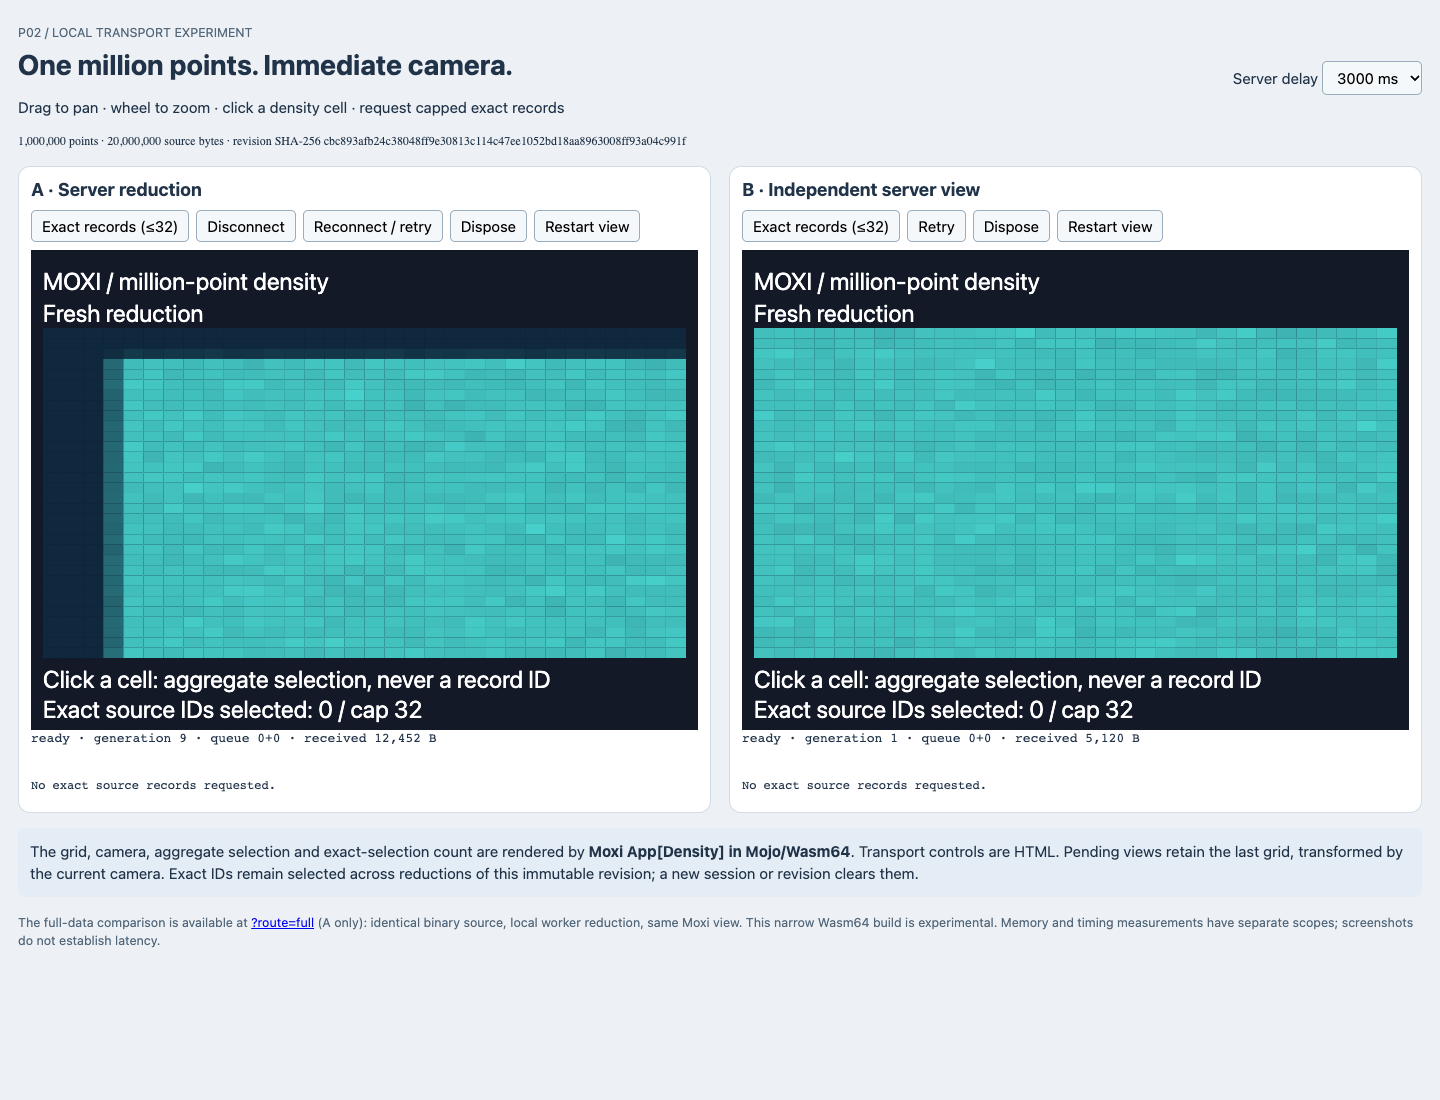 P02 / LOCAL TRANSPORT EXPERIMENT
One million points. Immediate camera.
Server delay 3000 ms
Drag to pan · wheel to zoom · click a density cell · request capped exact records
1,000,000 points · 20,000,000 source bytes · revision SHA-256 cbc893afb24c38048ff9e30813c114c47ee1052bd18aa8963008ff93a04c991f
A · Server reduction
Exact records (≤32) Disconnect Reconnect / retry Dispose Restart view
MOXI / million-point density
Fresh reduction
Click a cell: aggregate selection, never a record ID
Exact source IDs selected: 0 / cap 32
ready · generation 9 · queue 0+0 · received 12,452 B
No exact source records requested.
B · Independent server view
Exact records (≤32) Retry Dispose Restart view
MOXI / million-point density
Fresh reduction
Click a cell: aggregate selection, never a record ID
Exact source IDs selected: 0 / cap 32
ready · generation 1 · queue 0+0 · received 5,120 B
No exact source records requested.
The grid, camera, aggregate selection and exact-selection count are rendered by Moxi App[Density] in Mojo/Wasm64. Transport controls are HTML. Pending views retain the last grid, transformed by
the current camera. Exact IDs remain selected across reductions of this immutable revision; a new session or revision clears them.
The full-data comparison is available at ?route=full (A only): identical binary source, local worker reduction, same Moxi view. This narrow Wasm64 build is experimental. Memory and timing measurements have separate scopes; screenshots
do not establish latency.